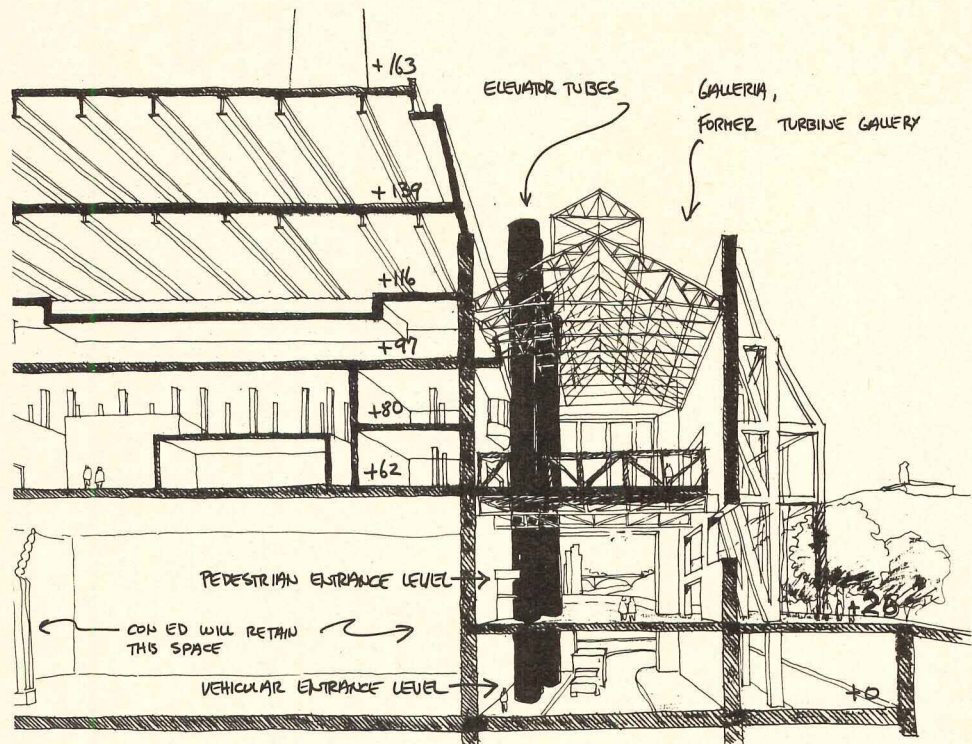 +163
ELEVATOR TUBES
GALLERIA,
FORMER TURBINE GALLERY
+139
+116
+97
+80
+62
PEDESTRIAN ENTRANCE LEVEL
+28
CON ED WILL RETAIN
THIS SPACE
VEHICULAR ENTRANCE LEVEL
+0